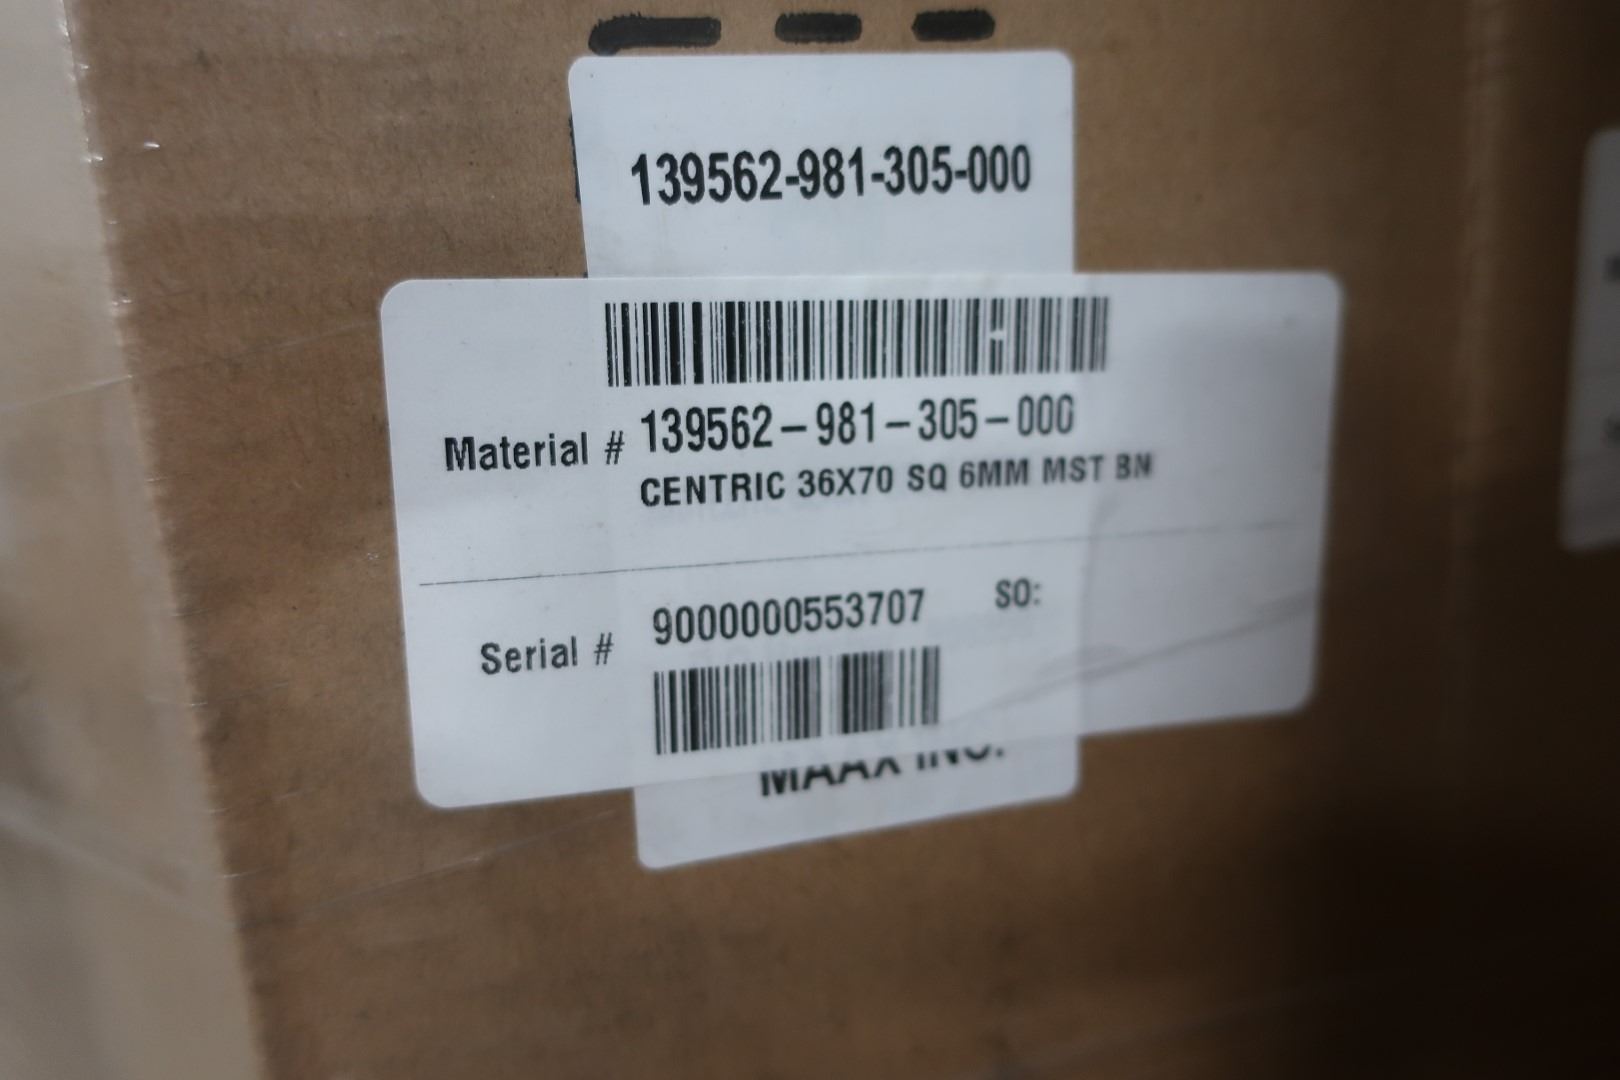 139562-981-305-000
Material # 139562-981-305-000
CENTRIC 36X70 SQ 6MM MST BN
Serial # 9000000553707 SO:
MAAX INC.